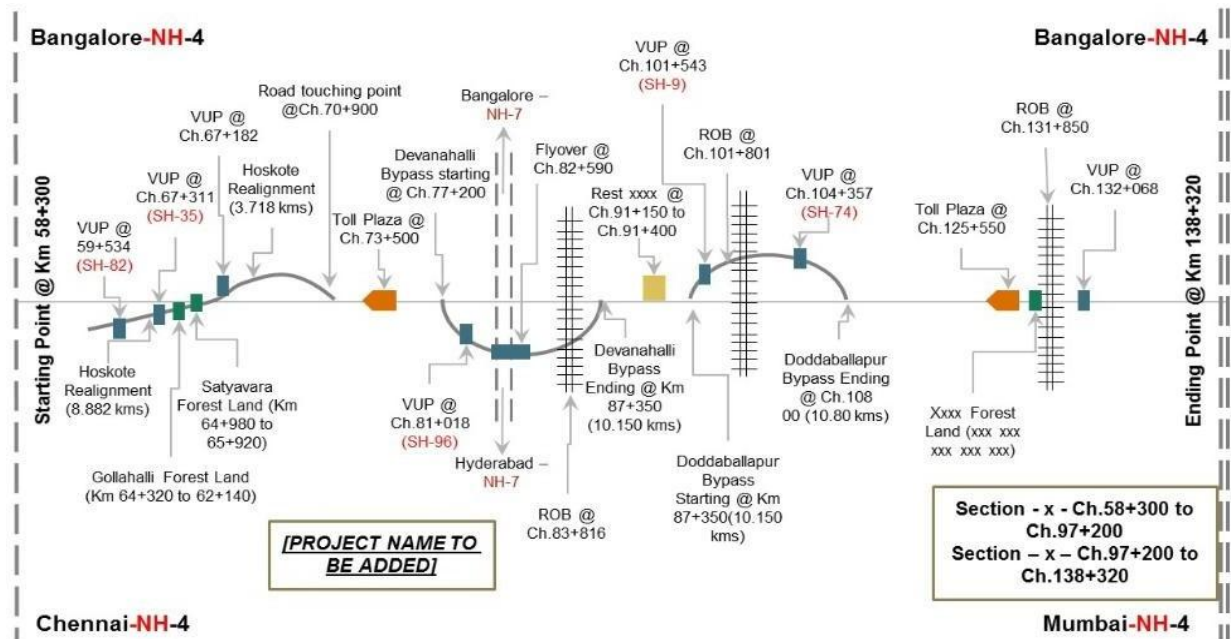 Bangalore-NH-4
Bangalore-NH-4
Starting Point @ Km 58+300
VUP @
59+534
(SH-82)
VUP @
Ch.67+311
(SH-35)
VUP @
Ch.67+182
Hoskote
Realignment
(3.718 kms)
Road touching point
@Ch.70+900
Toll Plaza @
Ch.73+500
Devanahalli
Bypass starting
@ Ch.77+200
Bangalore –
NH-7
Flyover @
Ch.82+590
Rest xxxx @
Ch.91+150 to
Ch.91+400
VUP @
Ch.101+543
(SH-9)
ROB @
Ch.101+801
VUP @
Ch.104+357
(SH-74)
Toll Plaza @
Ch.125+550
ROB @
Ch.131+850
VUP @
Ch.132+068
Ending Point @ Km 138+320
Hoskote
Realignment
(8.882 kms)
Gollahalli Forest Land
(Km 64+320 to 62+140)
Satyavara
Forest Land (Km
64+980 to
65+920)
VUP @
Ch.81+018
(SH-96)
Hyderabad –
NH-7
ROB @
Ch.83+816
Devanahalli
Bypass
Ending @ Km
87+350
(10.150 kms)
Doddaballapur
Bypass
Starting @ Km
87+350(10.150
kms)
Doddaballapur
Bypass Ending
@ Ch.108
00 (10.80 kms)
Xxxx Forest
Land (xxx xxx
xxx xxx xxx)
[PROJECT NAME TO
BE ADDED]
Section - x - Ch.58+300 to
Ch.97+200
Section – x – Ch.97+200 to
Ch.138+320
Chennai-NH-4
Mumbai-NH-4